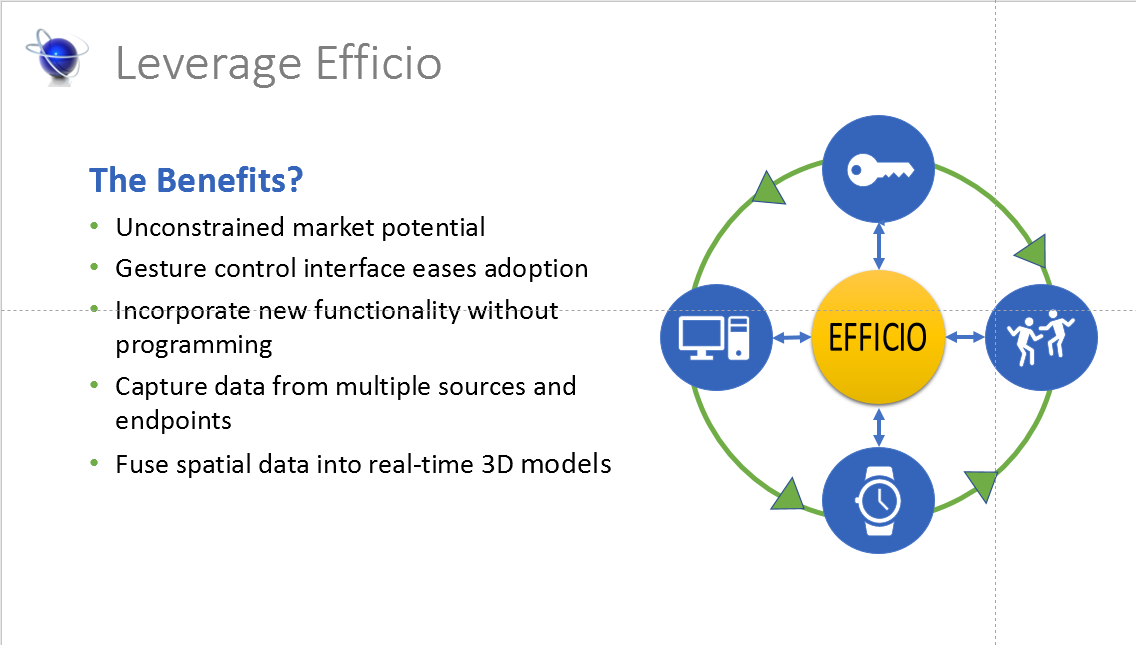 Leverage Efficio
The Benefits?
• Unconstrained market potential
• Gesture control interface eases adoption
• Incorporate new functionality without
programming
• Capture data from multiple sources and
endpoints
• Fuse spatial data into real-time 3D models
EFFICIO